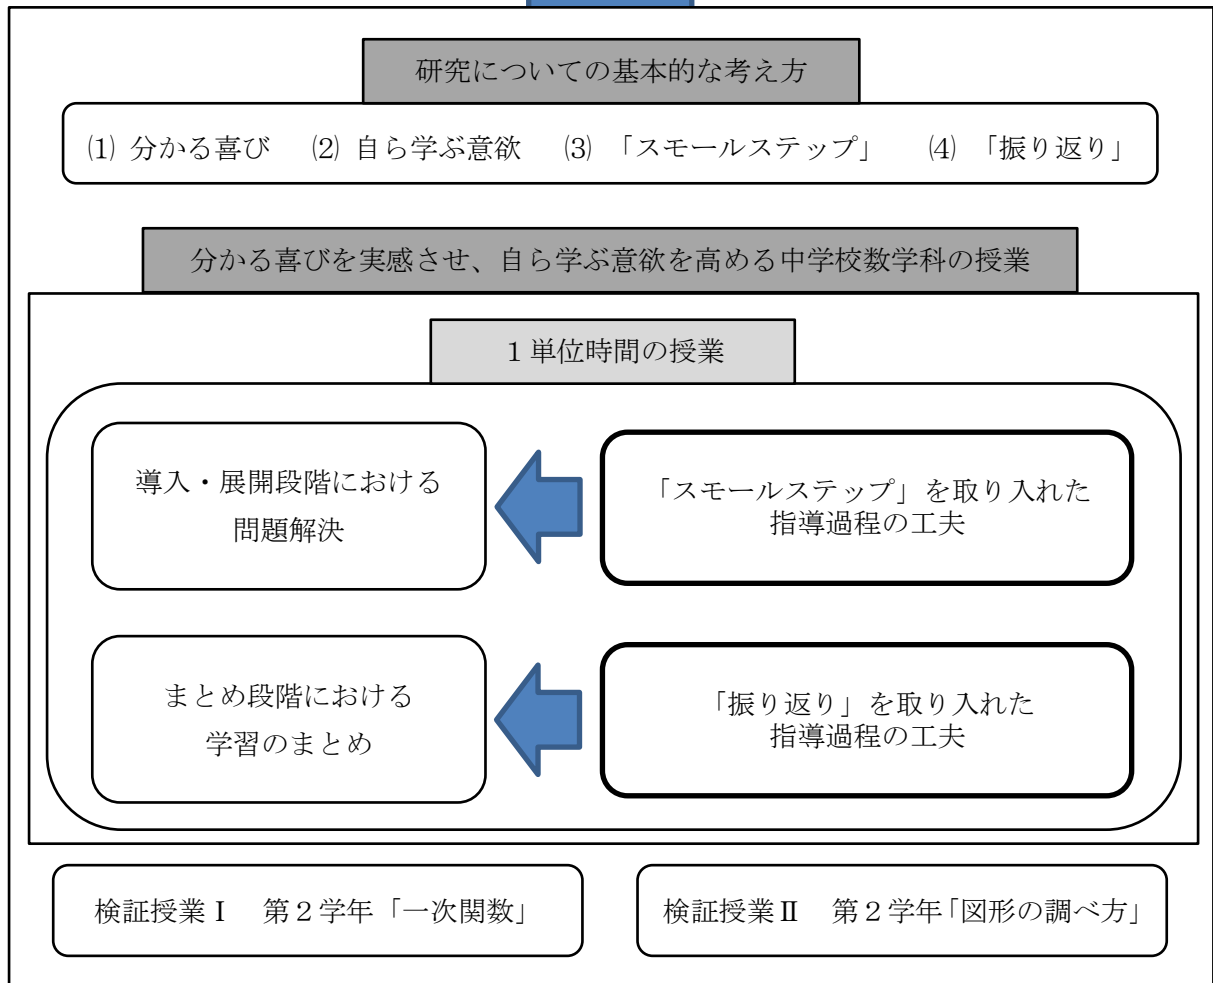 研究についての基本的な考え方
⑴ 分かる喜び　⑵ 自ら学ぶ意欲　⑶ 「スモールステップ」　⑷ 「振り返り」
分かる喜びを実感させ、自ら学ぶ意欲を高める中学校数学科の授業
１単位時間の授業
導入・展開段階における
問題解決
「スモールステップ」を取り入れた
指導過程の工夫
まとめ段階における
学習のまとめ
「振り返り」を取り入れた
指導過程の工夫
検証授業Ⅰ　第２学年「一次関数」
検証授業Ⅱ　第２学年「図形の調べ方」